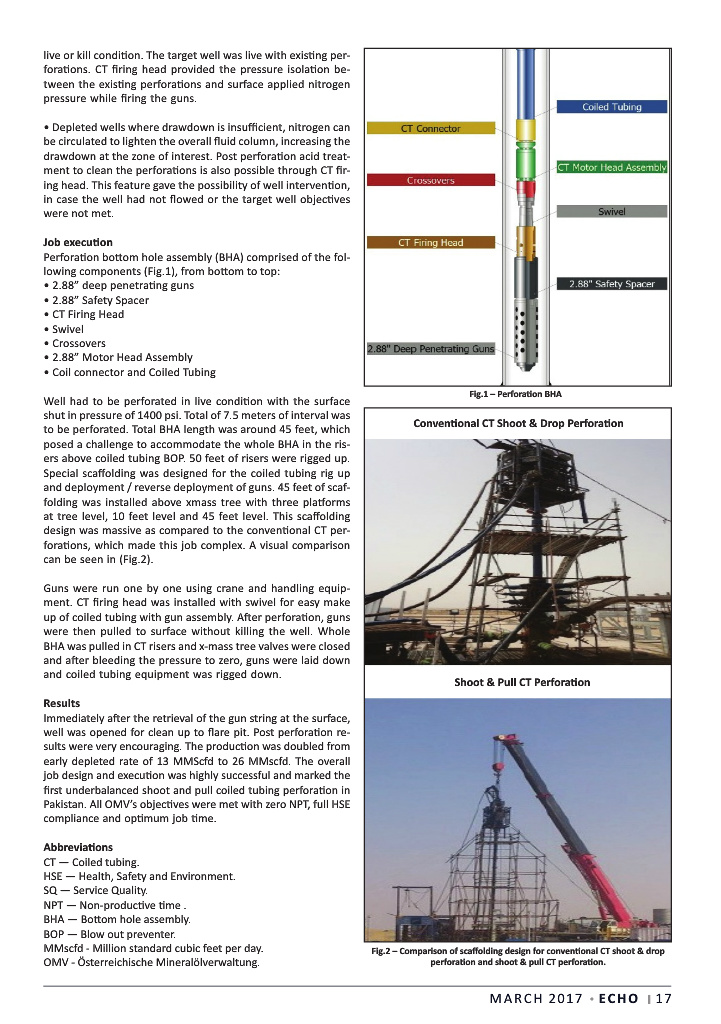 live or kill condition. The target well was live with existing per-
forations. CT firing head provided the pressure isolation be-
tween the existing perforations and surface applied nitrogen
pressure while firing the guns.
• Depleted wells where drawdown is insufficient, nitrogen can
be circulated to lighten the overall fluid column, increasing the
drawdown at the zone of interest. Post perforation acid treat-
ment to clean the perforations is also possible through CT fir-
ing head. This feature gave the possibility of well intervention,
in case the well had not flowed or the target well objectives
were not met.
Job execution
Perforation bottom hole assembly (BHA) comprised of the fol-
lowing components (Fig.1), from bottom to top:
• 2.88” deep penetrating guns
• 2.88” Safety Spacer
• CT Firing Head
• Swivel
• Crossovers
• 2.88” Motor Head Assembly
• Coil connector and Coiled Tubing
Well had to be perforated in live condition with the surface
shut in pressure of 1400 psi. Total of 7.5 meters of interval was
to be perforated. Total BHA length was around 45 feet, which
posed a challenge to accommodate the whole BHA in the ris-
ers above coiled tubing BOP. 50 feet of risers were rigged up.
Special scaffolding was designed for the coiled tubing rig up
and deployment / reverse deployment of guns. 45 feet of scaf-
folding was installed above xmass tree with three platforms
at tree level, 10 feet level and 45 feet level. This scaffolding
design was massive as compared to the conventional CT per-
forations, which made this job complex. A visual comparison
can be seen in (Fig.2).
Guns were run one by one using crane and handling equip-
ment. CT firing head was installed with swivel for easy make
up of coiled tubing with gun assembly. After perforation, guns
were then pulled to surface without killing the well. Whole
BHA was pulled in CT risers and x-mass tree valves were closed
and after bleeding the pressure to zero, guns were laid down
and coiled tubing equipment was rigged down.
Results
Immediately after the retrieval of the gun string at the surface,
well was opened for clean up to flare pit. Post perforation re-
sults were very encouraging. The production was doubled from
early depleted rate of 13 MMScfd to 26 MMscfd. The overall
job design and execution was highly successful and marked the
first underbalanced shoot and pull coiled tubing perforation in
Pakistan. All OMV’s objectives were met with zero NPT, full HSE
compliance and optimum job time.
Abbreviations
CT — Coiled tubing.
HSE — Health, Safety and Environment.
SQ — Service Quality.
NPT — Non-productive time .
BHA — Bottom hole assembly.
BOP — Blow out preventer.
MMscfd - Million standard cubic feet per day.
OMV - Österreichische Mineralölverwaltung.
Coiled Tubing
CT Connector
CT Motor Head Assembly
Crossovers
Swivel
CT Firing Head
2.88" Safety Spacer
2.88" Deep Penetrating Guns
Fig.1 – Perforation BHA
Conventional CT Shoot & Drop Perforation
Shoot & Pull CT Perforation
Fig.2 – Comparison of scaffolding design for conventional CT shoot & drop
perforation and shoot & pull CT perforation.
MARCH 2017 • ECHO | 17